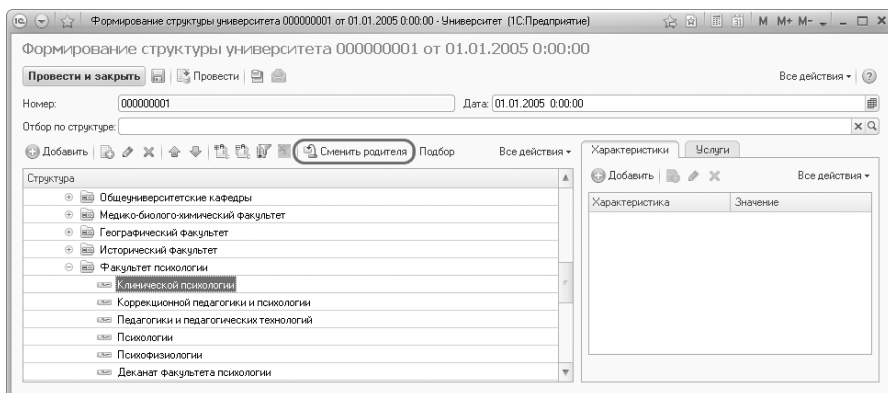 Формирование структуры университета 000000001 от 01.01.2005 0:00:00 - Университет (1С:Предприятие) M M+ M-
Формирование структуры университета 000000001 от 01.01.2005 0:00:00
Провести и закрыть Провести Все действия
Номер: 000000001 Дата: 01.01.2005 0:00:00
Отбор по структуре:
Добавить Сменить родителя Подбор Все действия
Характеристики Услуги
Добавить Все действия
Структура
Характеристика Значение
Общеуниверситетские кафедры
Медико-биолого-химический факультет
Географический факультет
Исторический факультет
Факультет психологии
Клинической психологии
Коррекционной педагогики и психологии
Педагогики и педагогических технологий
Психологии
Психофизиологии
Деканат факультета психологии